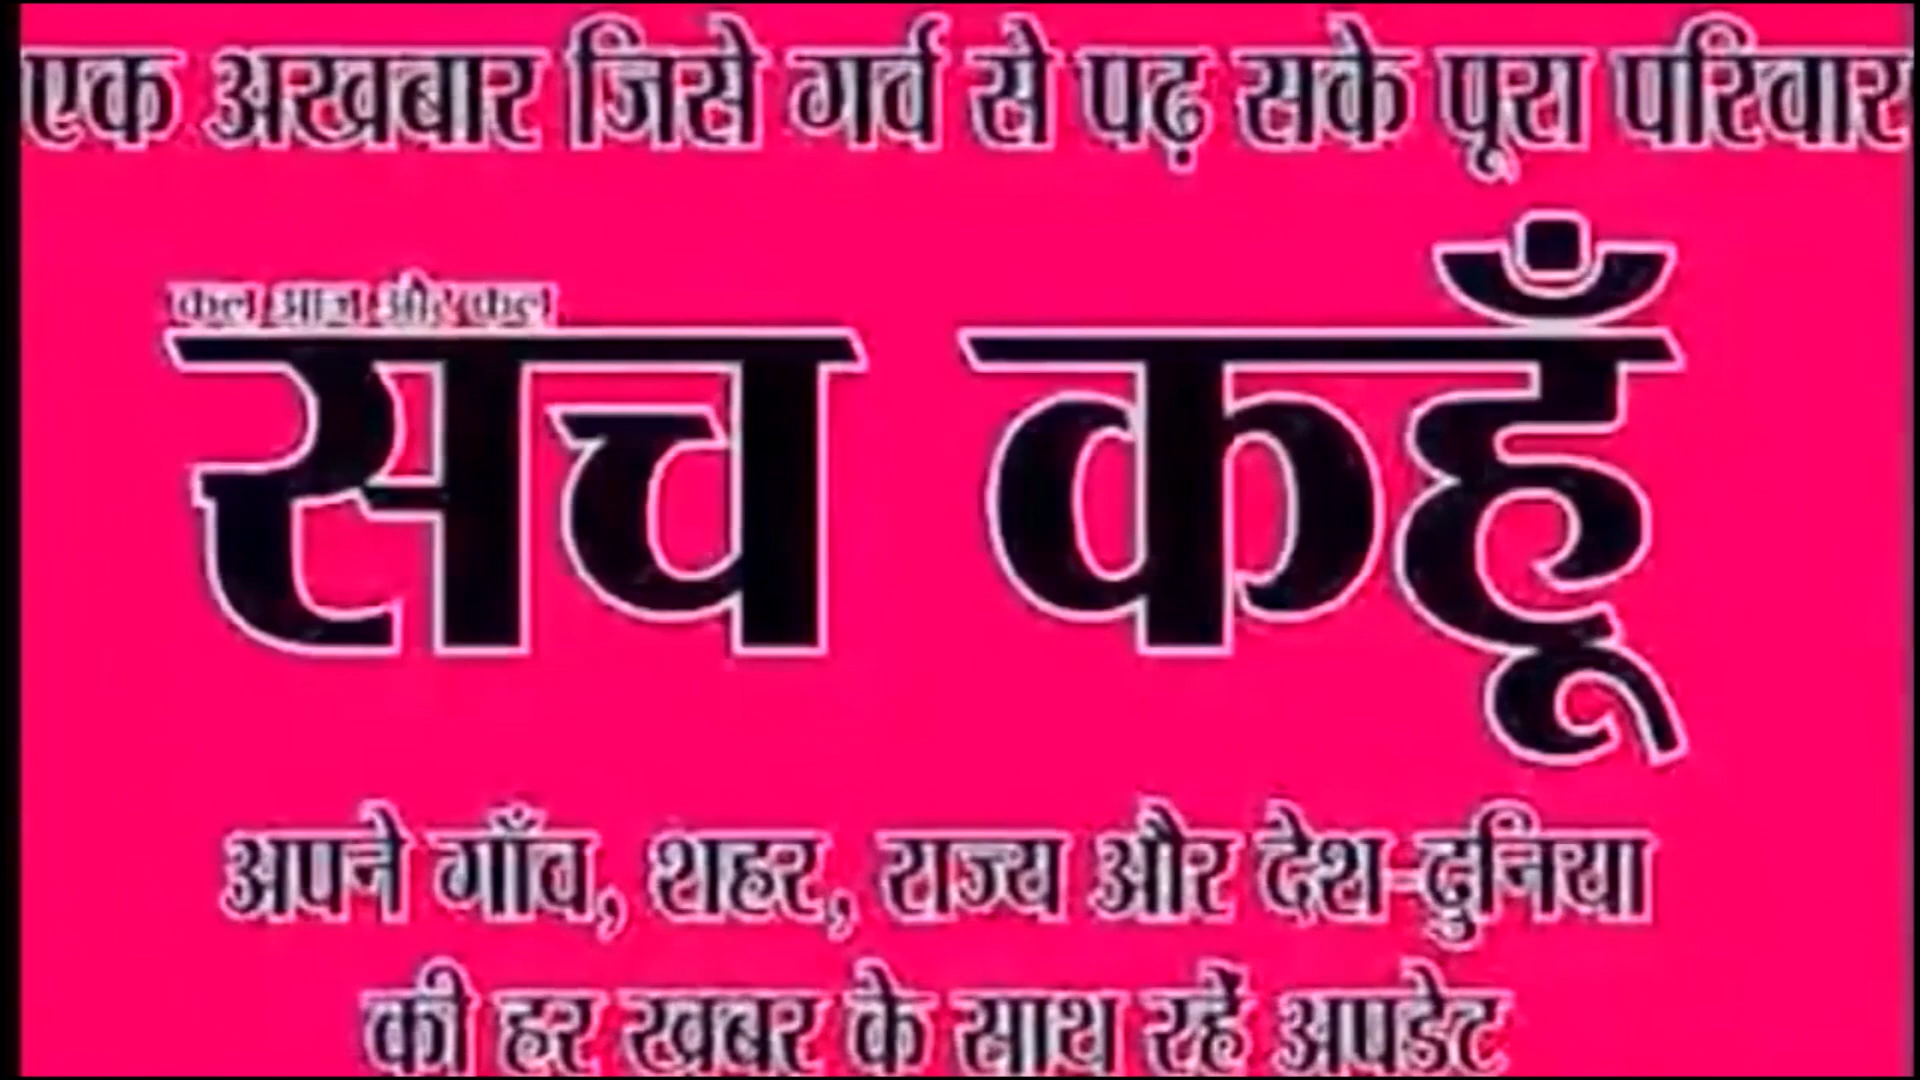 एक अखबार जिसे गर्व से पढ़ सके पूरा परिवार
कल आज और कल
सच कहूँ
अपने गाँव, शहर, राज्य और देश-दुनिया
की हर खबर के साथ रहें अपडेट